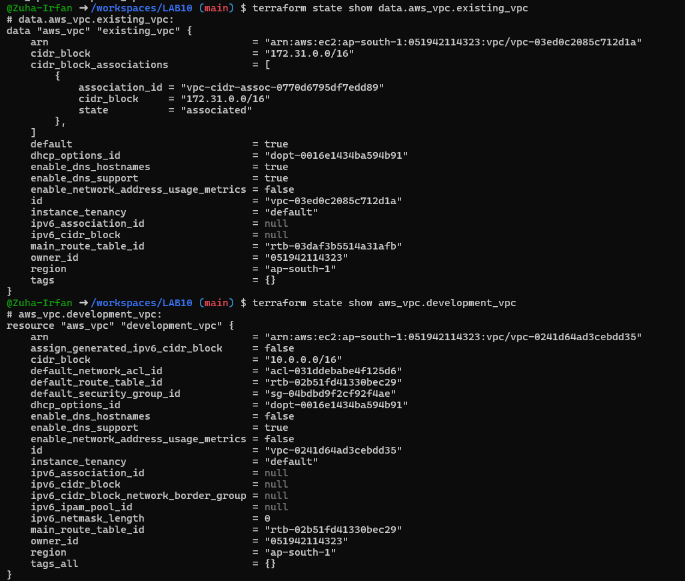 @Zuha-Irfan ➜ /workspaces/LAB10 (main) $ terraform state show data.aws_vpc.existing_vpc
# data.aws_vpc.existing_vpc:
data "aws_vpc" "existing_vpc" {
    arn                                  = "arn:aws:ec2:ap-south-1:051942114323:vpc/vpc-03ed0c2085c712d1a"
    cidr_block                           = "172.31.0.0/16"
    cidr_block_associations              = [
        {
            association_id = "vpc-cidr-assoc-0770d6795df7edd89"
            cidr_block     = "172.31.0.0/16"
            state          = "associated"
        },
    ]
    default                              = true
    dhcp_options_id                      = "dopt-0016e1434ba594b91"
    enable_dns_hostnames                 = true
    enable_dns_support                   = true
    enable_network_address_usage_metrics = false
    id                                   = "vpc-03ed0c2085c712d1a"
    instance_tenancy                     = "default"
    ipv6_association_id                  = null
    ipv6_cidr_block                      = null
    main_route_table_id                  = "rtb-03daf3b5514a31afb"
    owner_id                             = "051942114323"
    region                               = "ap-south-1"
    tags                                 = {}
}
@Zuha-Irfan ➜ /workspaces/LAB10 (main) $ terraform state show aws_vpc.development_vpc
# aws_vpc.development_vpc:
resource "aws_vpc" "development_vpc" {
    arn                                  = "arn:aws:ec2:ap-south-1:051942114323:vpc/vpc-0241d64ad3cebdd35"
    assign_generated_ipv6_cidr_block     = false
    cidr_block                           = "10.0.0.0/16"
    default_network_acl_id               = "acl-031ddebabe4f125d6"
    default_route_table_id               = "rtb-02b51fd41330bec29"
    default_security_group_id            = "sg-04bdbd9f2cf92f4ae"
    dhcp_options_id                      = "dopt-0016e1434ba594b91"
    enable_dns_hostnames                 = false
    enable_dns_support                   = true
    enable_network_address_usage_metrics = false
    id                                   = "vpc-0241d64ad3cebdd35"
    instance_tenancy                     = "default"
    ipv6_association_id                  = null
    ipv6_cidr_block                      = null
    ipv6_cidr_block_network_border_group = null
    ipv6_ipam_pool_id                    = null
    ipv6_netmask_length                  = 0
    main_route_table_id                  = "rtb-02b51fd41330bec29"
    owner_id                             = "051942114323"
    region                               = "ap-south-1"
    tags_all                             = {}
}